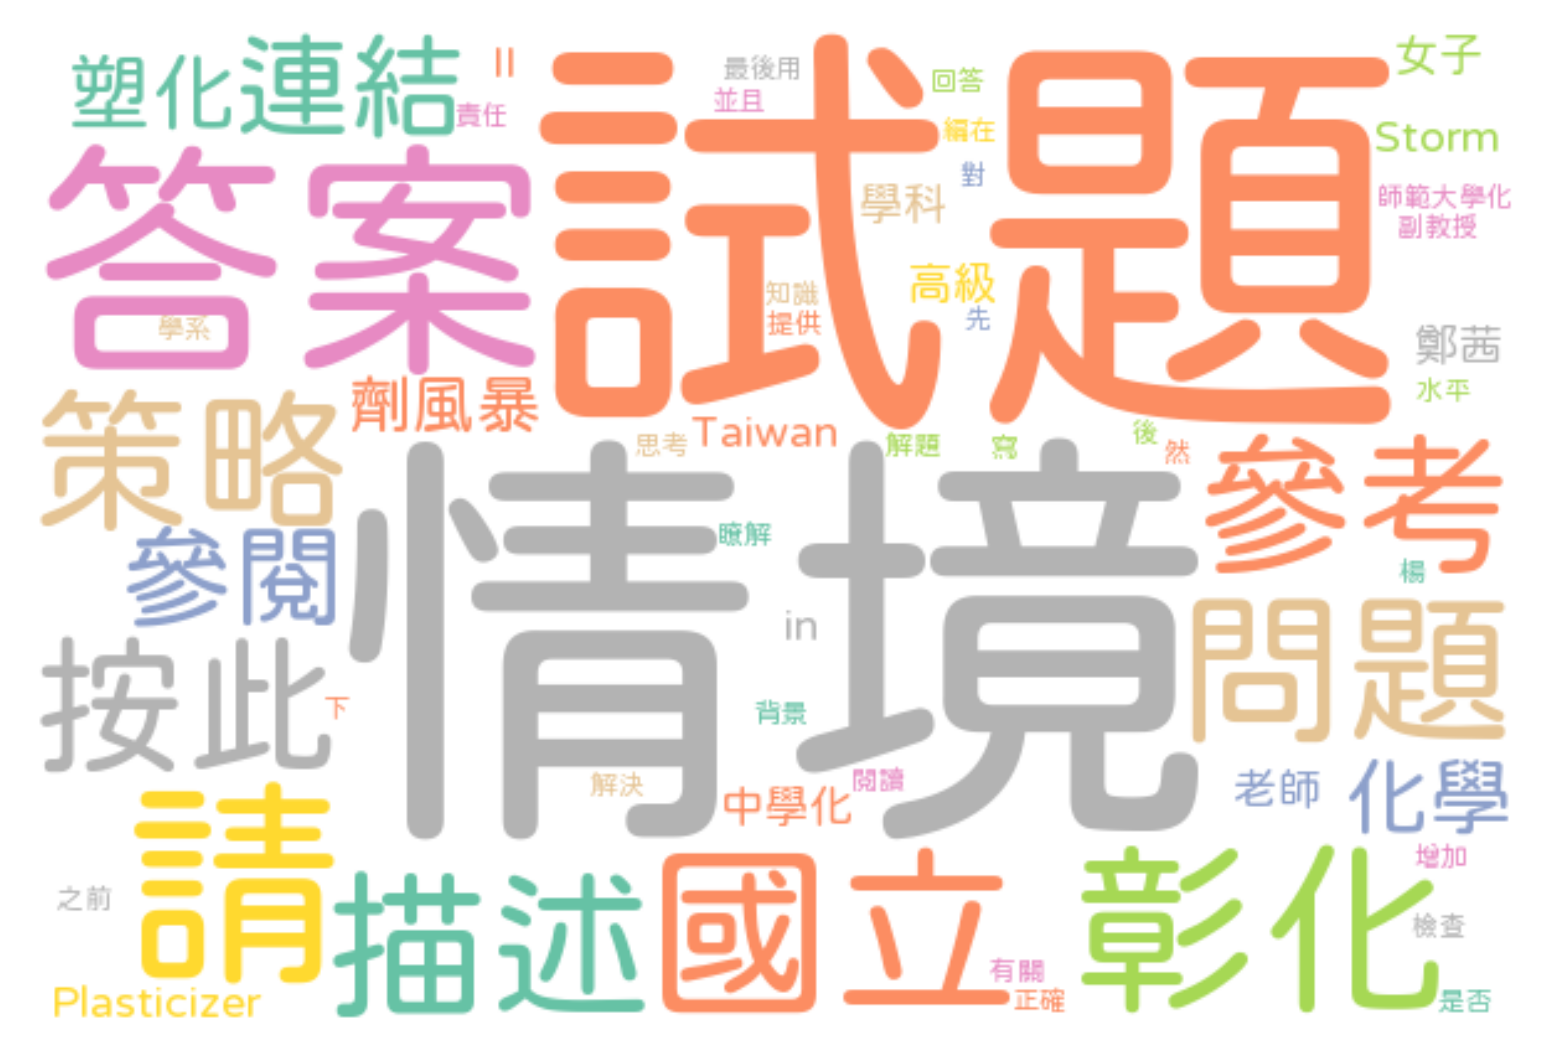 塑化
連結
II
責任
最後用
並且
回答
編在
對
女子
Storm
師範大學化
副教授
試題
答案
學系
學科
知識
提供
高級
先
鄭茜
水平
策略
劑風暴
思考
Taiwan
解題
寫
後
然
參考
參閱
情境
瞭解
in
背景
楊
問題
按此
下
解決
中學化
閱讀
老師
化學
增加
請
之前
Plasticizer
描述
國立
有關
正確
彰化
檢查
是否